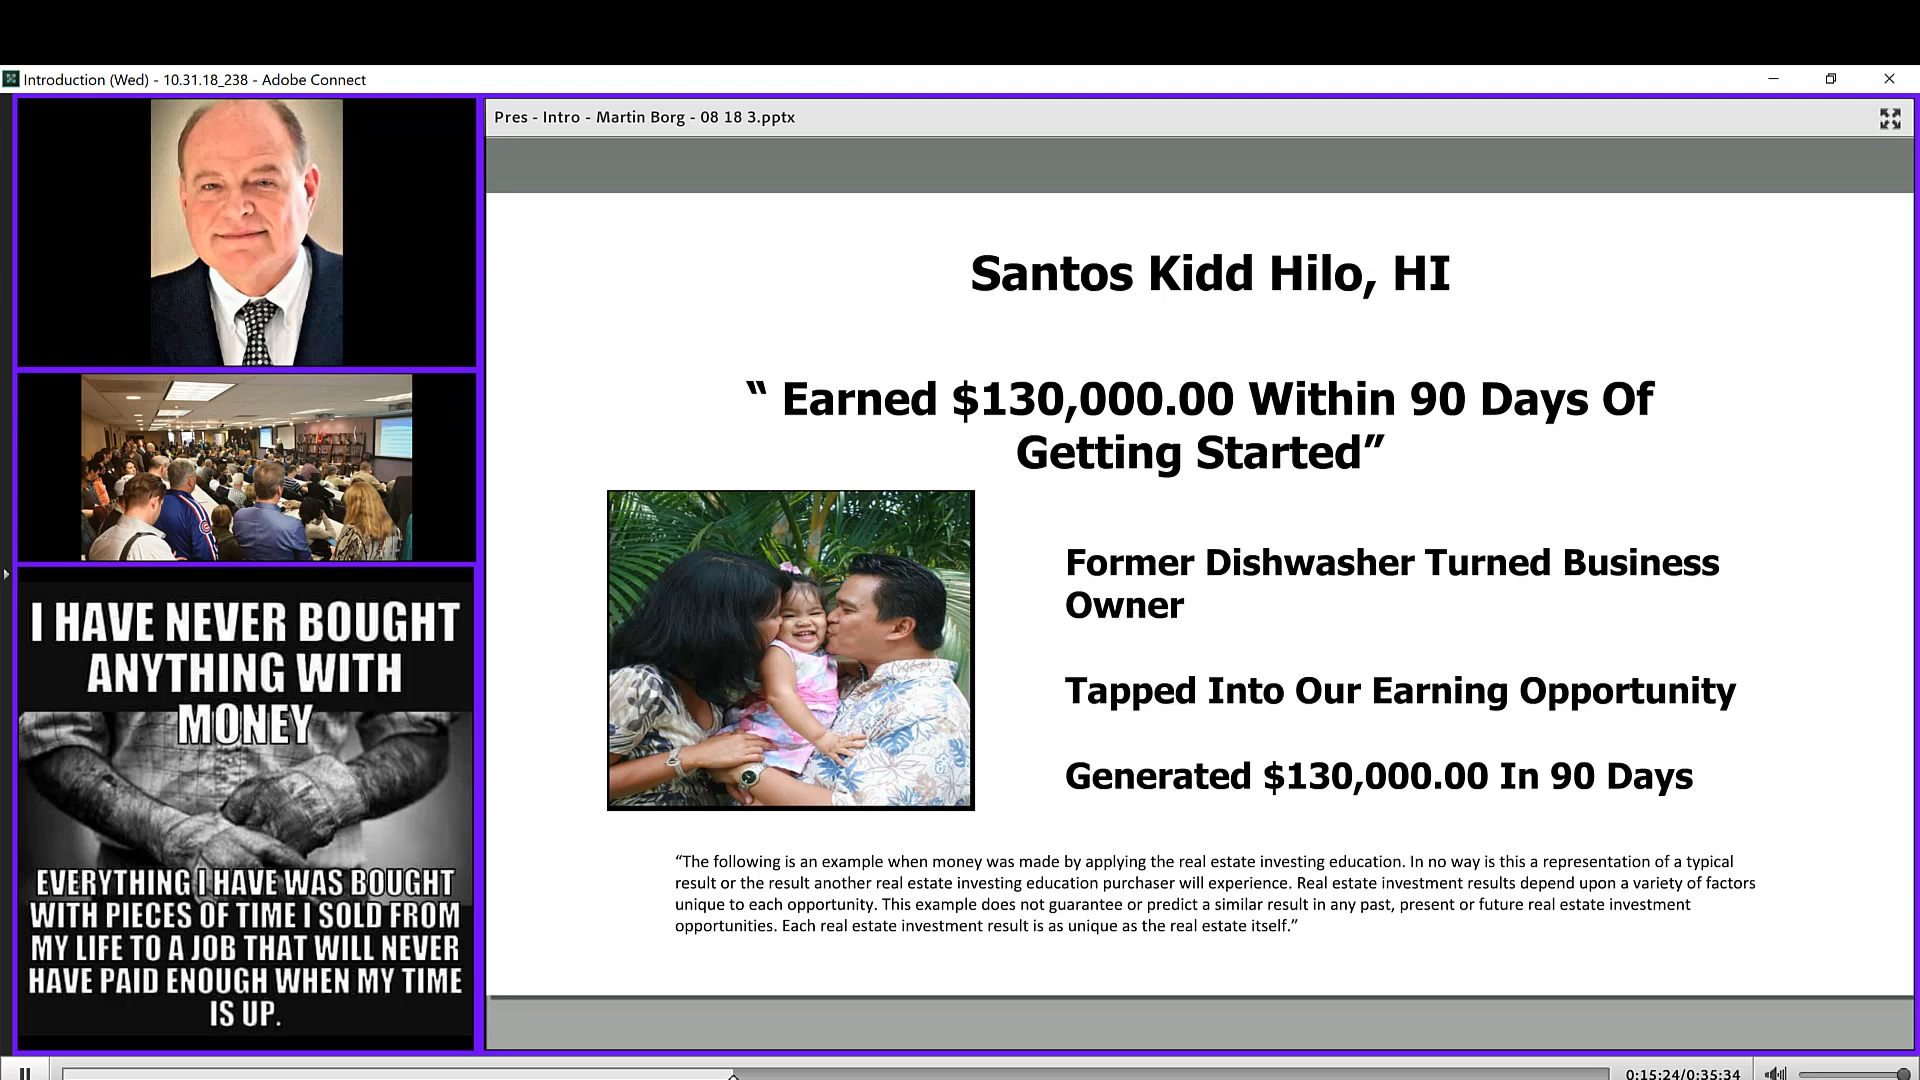 Introduction (Wed) - 10.31.18_238 - Adobe Connect
Pres - Intro - Martin Borg - 08 18 3.pptx
I HAVE NEVER BOUGHT
ANYTHING WITH
MONEY
EVERYTHING I HAVE WAS BOUGHT
WITH PIECES OF TIME I SOLD FROM
MY LIFE TO A JOB THAT WILL NEVER
HAVE PAID ENOUGH WHEN MY TIME
IS UP.
Santos Kidd Hilo, HI
“ Earned $130,000.00 Within 90 Days Of
Getting Started”
Former Dishwasher Turned Business
Owner
Tapped Into Our Earning Opportunity
Generated $130,000.00 In 90 Days
“The following is an example when money was made by applying the real estate investing education. In no way is this a representation of a typical
result or the result another real estate investing education purchaser will experience. Real estate investment results depend upon a variety of factors
unique to each opportunity. This example does not guarantee or predict a similar result in any past, present or future real estate investment
opportunities. Each real estate investment result is as unique as the real estate itself.”
0:15:24/0:35:34